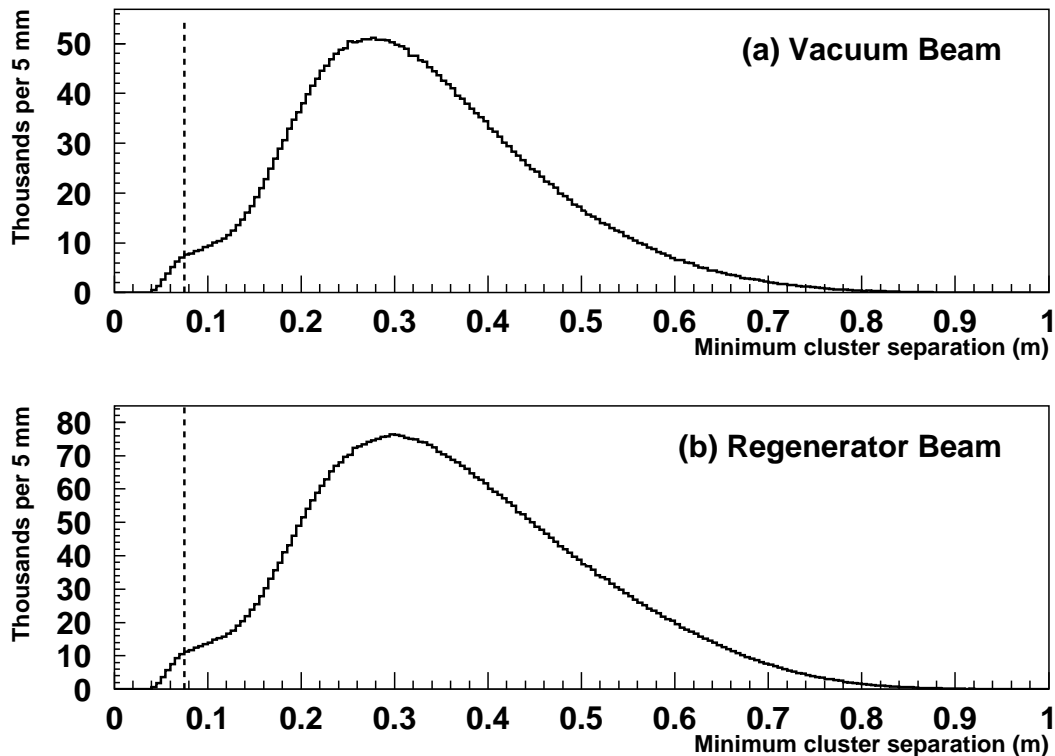 Thousands per 5 mm
50
40
30
20
10
0
(a) Vacuum Beam
0 0.1 0.2 0.3 0.4 0.5 0.6 0.7 0.8 0.9 1
Minimum cluster separation (m)
Thousands per 5 mm
80
70
60
50
40
30
20
10
0
(b) Regenerator Beam
0 0.1 0.2 0.3 0.4 0.5 0.6 0.7 0.8 0.9 1
Minimum cluster separation (m)